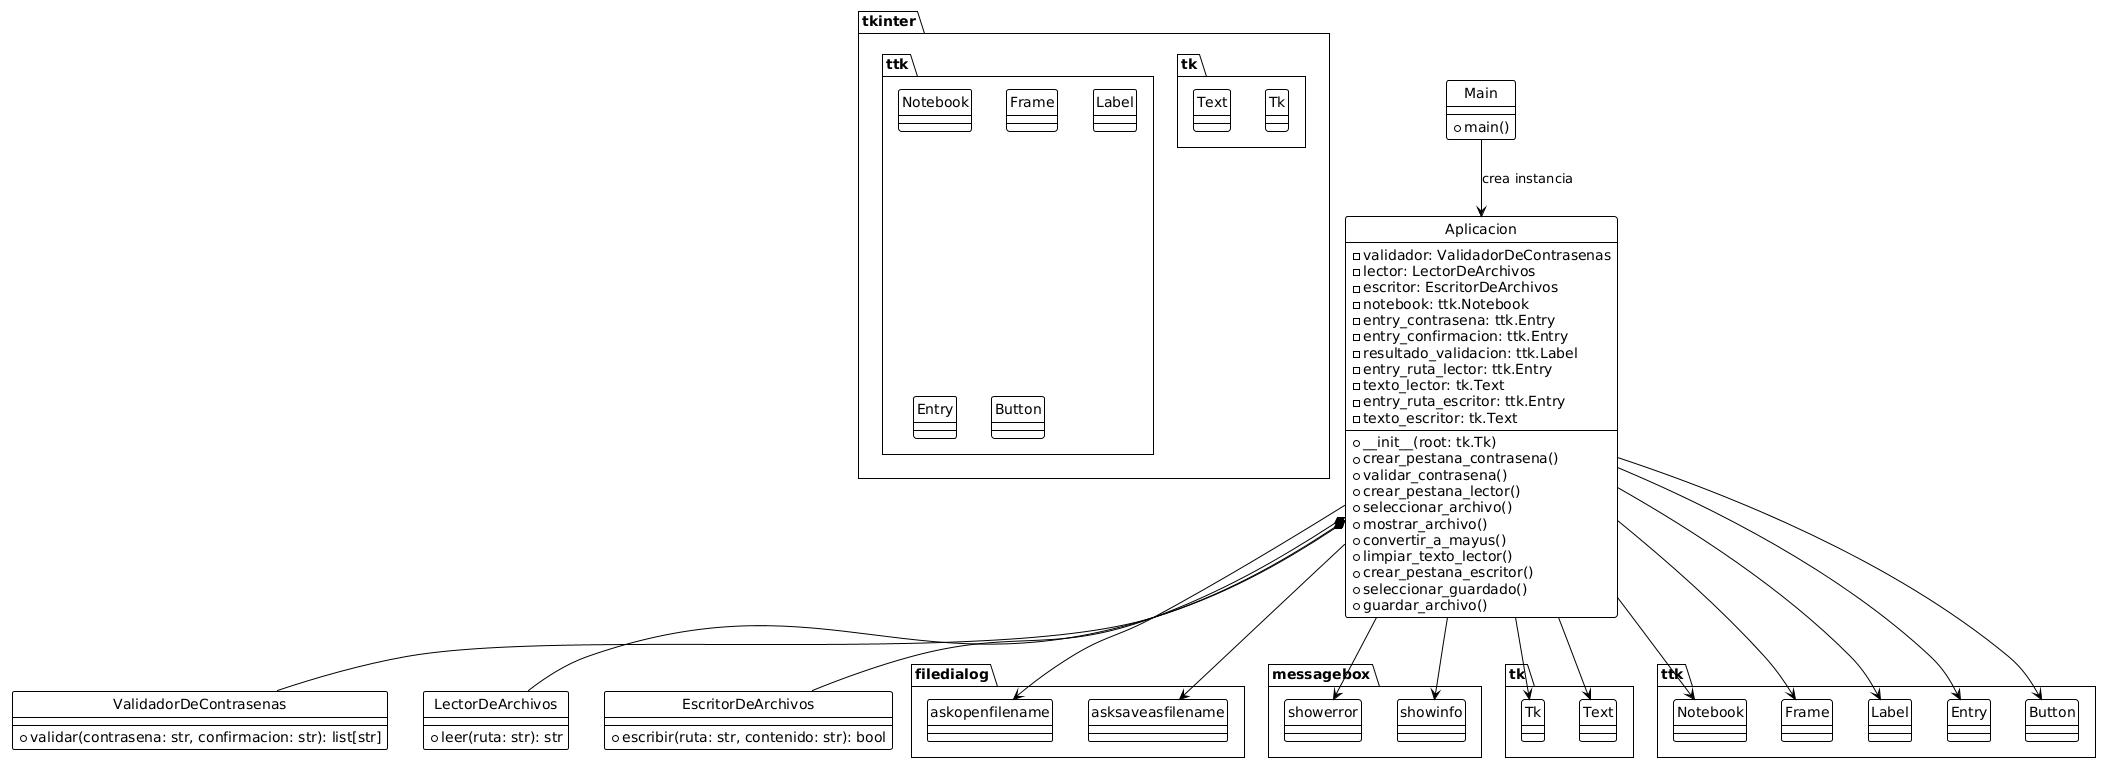 tkinter
ttk
Notebook
Frame
Label
Entry
Button
tk
Text
Tk
Main
main()
crea instancia
Aplicacion
validador: ValidadorDeContrasenas
lector: LectorDeArchivos
escritor: EscritorDeArchivos
notebook: ttk.Notebook
entry_contrasena: ttk.Entry
entry_confirmacion: ttk.Entry
resultado_validacion: ttk.Label
entry_ruta_lector: ttk.Entry
texto_lector: tk.Text
entry_ruta_escritor: ttk.Entry
texto_escritor: tk.Text
__init__(root: tk.Tk)
crear_pestana_contrasena()
validar_contrasena()
crear_pestana_lector()
seleccionar_archivo()
mostrar_archivo()
convertir_a_mayus()
limpiar_texto_lector()
crear_pestana_escritor()
seleccionar_guardado()
guardar_archivo()
ValidadorDeContrasenas
validar(contrasena: str, confirmacion: str): list[str]
LectorDeArchivos
leer(ruta: str): str
EscritorDeArchivos
escribir(ruta: str, contenido: str): bool
filedialog
askopenfilename
asksaveasfilename
messagebox
showerror
showinfo
tk
Tk
Text
ttk
Notebook
Frame
Label
Entry
Button